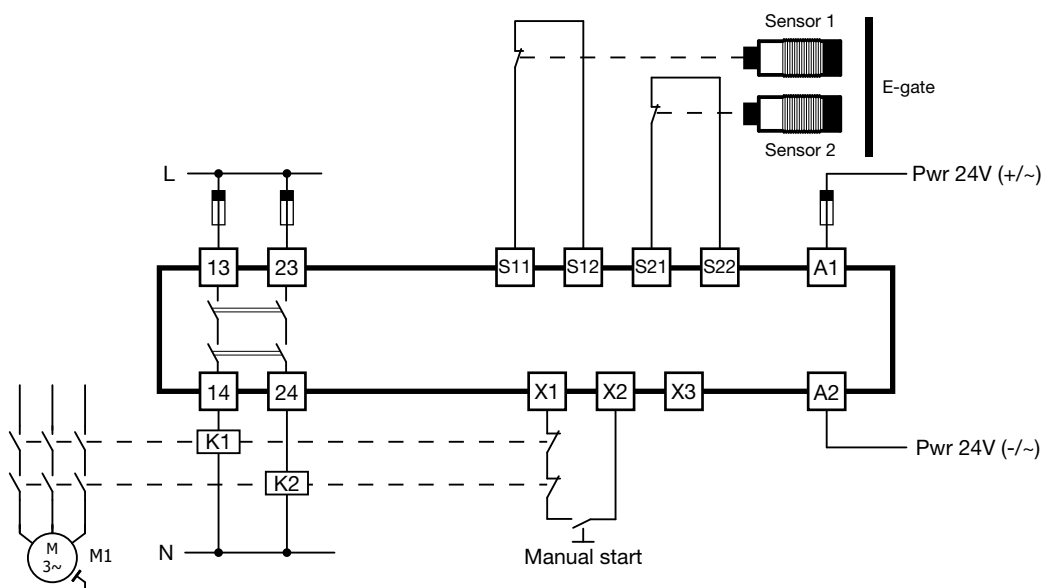 Sensor 1
E-gate
Sensor 2
L
Pwr 24V (+/~)
13
23
S11
S12
S21
S22
A1
14
24
X1
X2
X3
A2
K1
Pwr 24V (-/~)
K2
M
3~
M1
N
Manual start